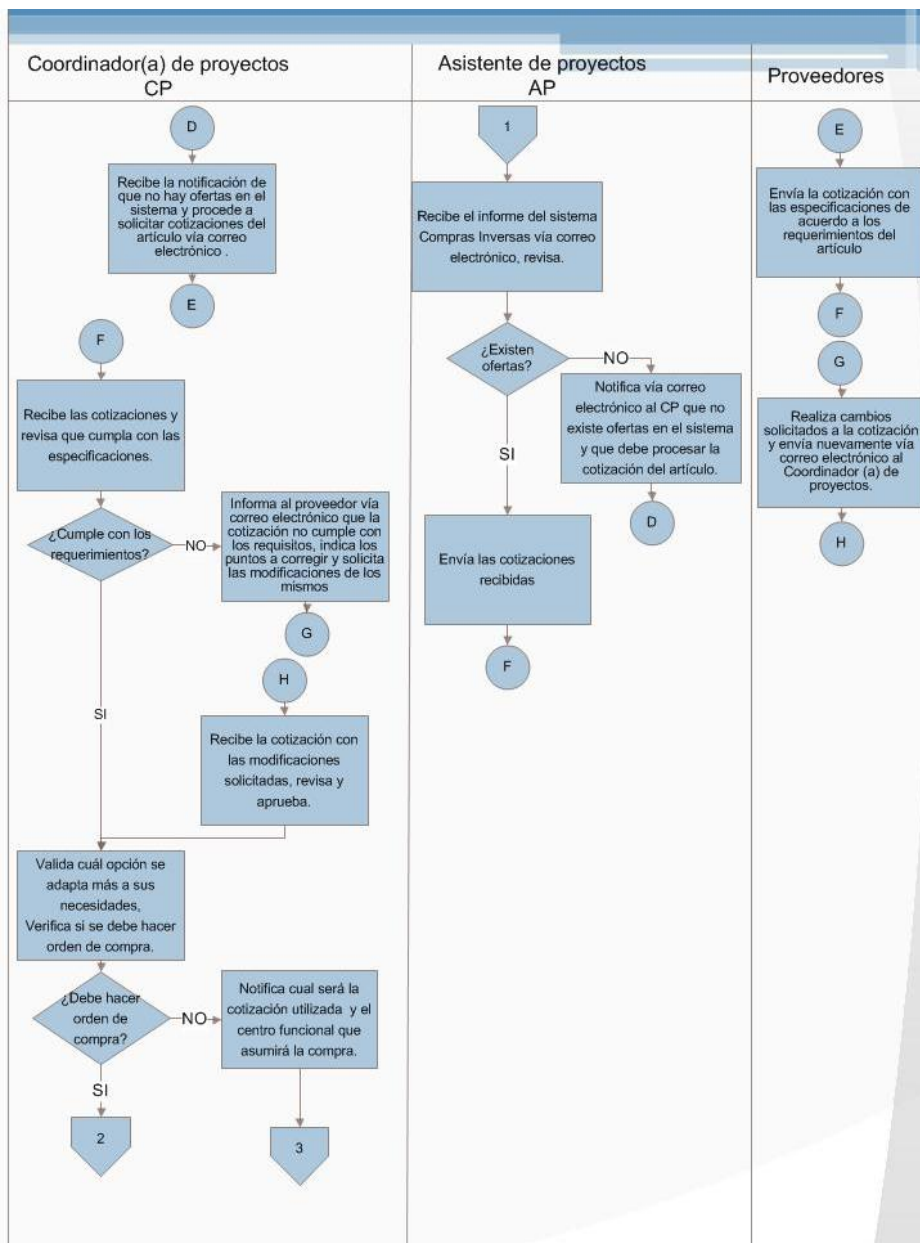 Coordinador(a) de proyectos
CP
D
Recibe la notificación de
que no hay ofertas en el
sistema y procede a
solicitar cotizaciones del
artículo vía correo
electrónico .
E
F
Recibe las cotizaciones y
revisa que cumpla con las
especificaciones.
¿Cumple con los
requerimientos?
NO
Informa al proveedor vía
correo electrónico que la
cotización no cumple con
los requisitos, indica los
puntos a corregir y solicita
las modificaciones de los
mismos
G
H
SI
Recibe la cotización con
las modificaciones
solicitadas, revisa y
aprueba.
Valida cuál opción se
adapta más a sus
necesidades,
Verifica si se debe hacer
orden de compra.
¿Debe hacer
orden de
compra?
NO
Notifica cual será la
cotización utilizada y el
centro funcional que
asumirá la compra.
SI
2
3
Asistente de proyectos
AP
1
Recibe el informe del sistema
Compras Inversas vía correo
electrónico, revisa.
¿Existen
ofertas?
NO
Notifica vía correo
electrónico al CP que no
existe ofertas en el sistema
y que debe procesar la
cotización del artículo.
D
SI
Envía las cotizaciones
recibidas
F
Proveedores
E
Envía la cotización con
las especificaciones de
acuerdo a los
requerimientos del
artículo
F
G
Realiza cambios
solicitados a la cotización
y envía nuevamente vía
correo electrónico al
Coordinador (a) de
proyectos.
H